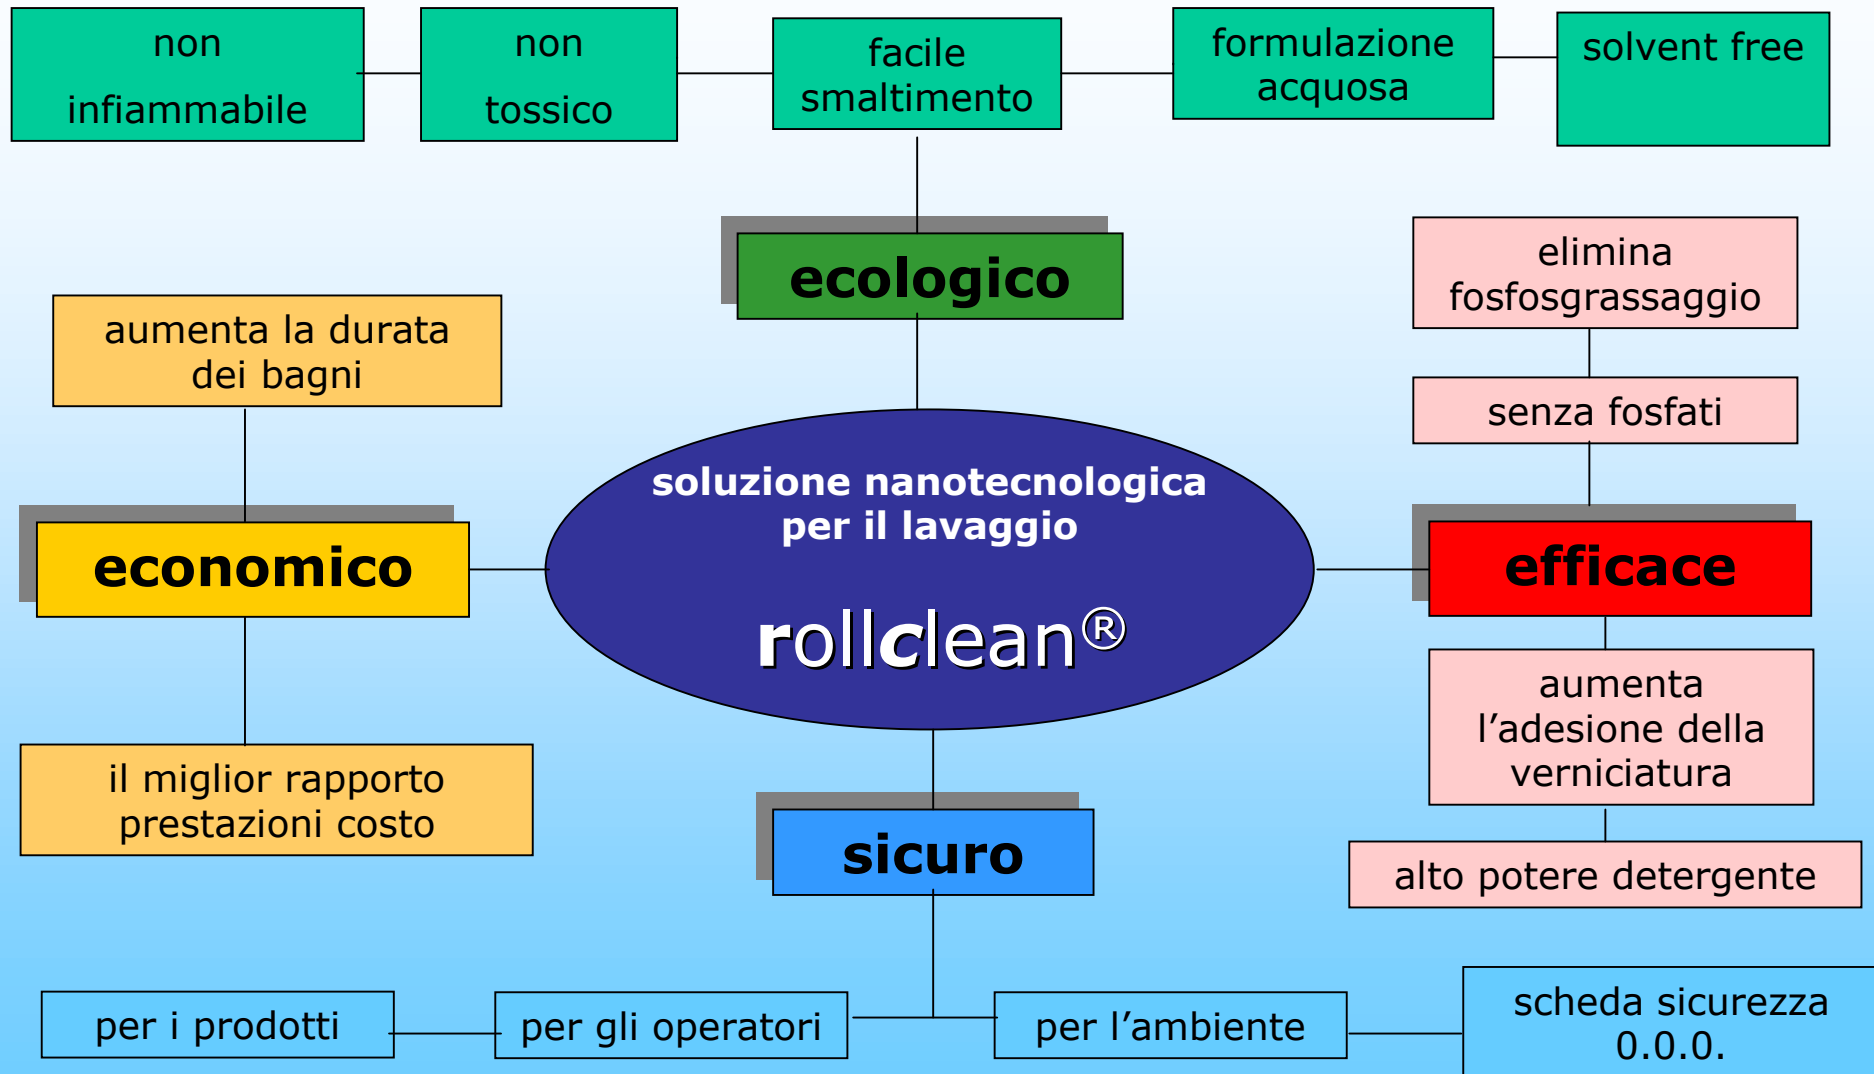 non
infiammabile
non
tossico
facile
smaltimento
formulazione
acquosa
solvent free
ecologico
elimina
fosfosgrassaggio
senza fosfati
aumenta la durata
dei bagni
soluzione nanotecnologica
per il lavaggio
rollclean®
economico
efficace
il miglior rapporto
prestazioni costo
aumenta
l’adesione della
verniciatura
alto potere detergente
sicuro
per i prodotti
per gli operatori
per l’ambiente
scheda sicurezza
0.0.0.